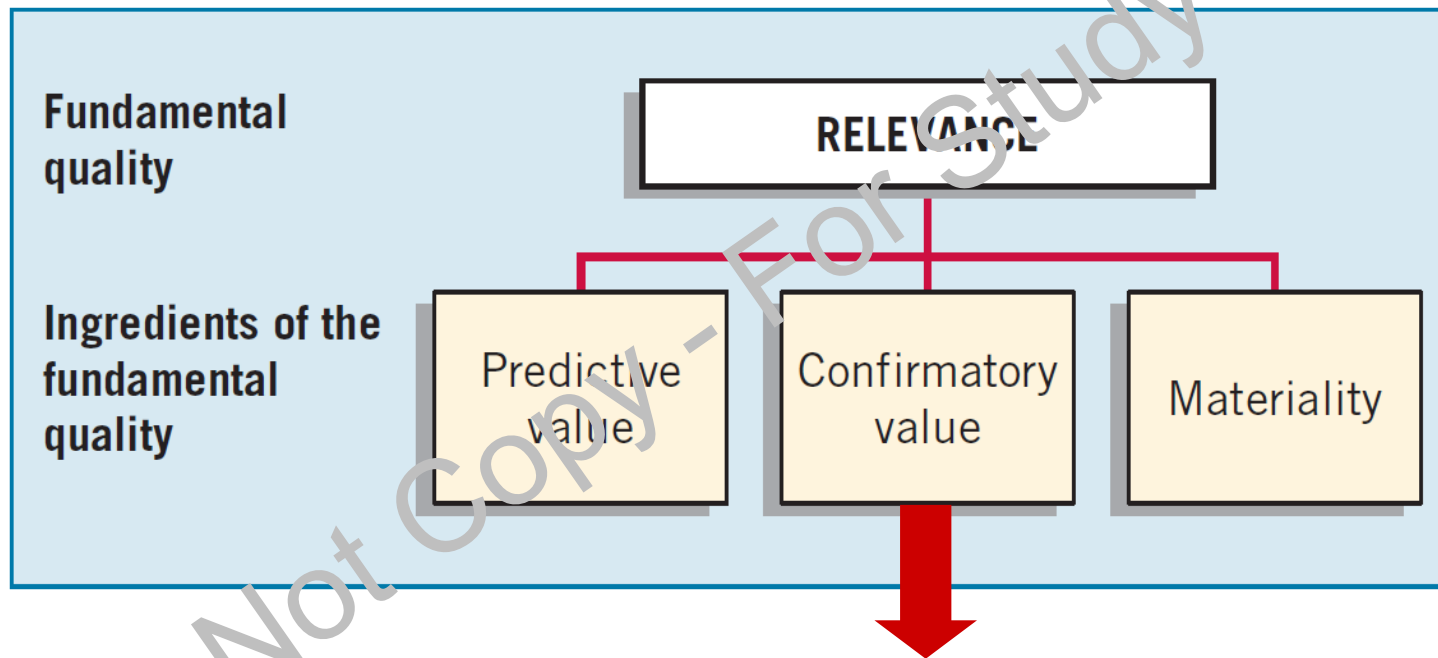 Fundamental
quality
RELEVANCE
Ingredients of the
fundamental
quality
Predictive
value
Confirmatory
value
Materiality
Not Copy - For Study